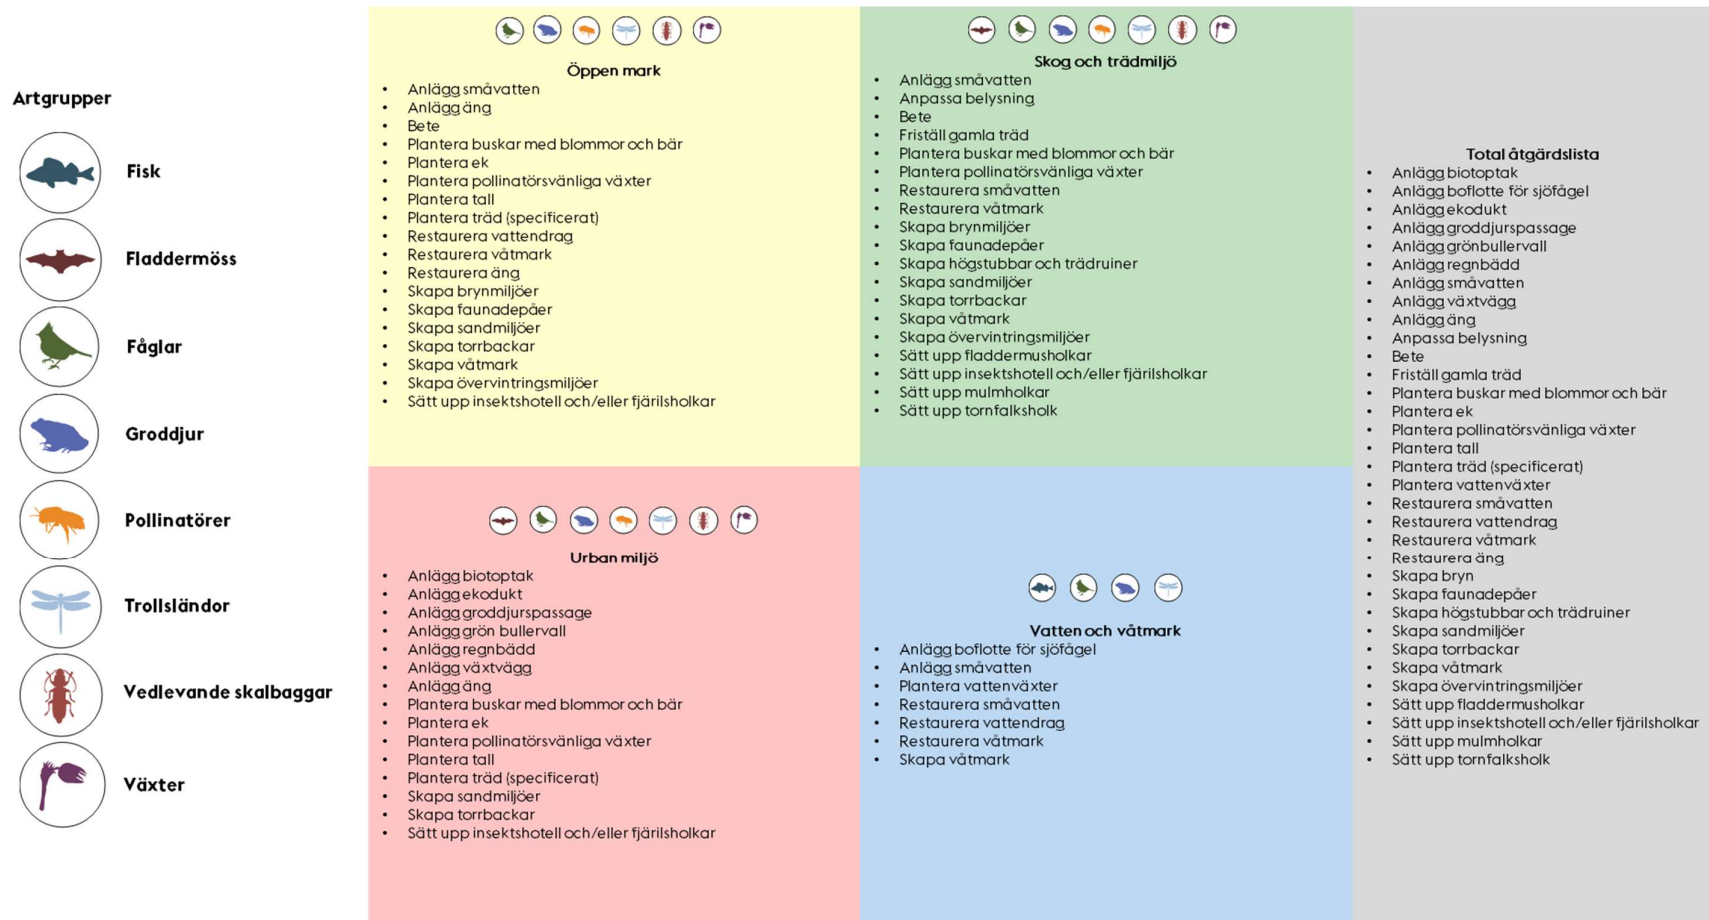 Artgrupper
Fisk
Fladdermöss
Fåglar
Groddjur
Pollinatörer
Trollsländor
Vedlevande skalbaggar
Växter
Öppen mark
• Anlägg småvatten
• Anlägg äng
• Bete
• Plantera buskar med blommor och bär
• Plantera ek
• Plantera pollinatörsvänliga växter
• Plantera tall
• Plantera träd (specificerat)
• Restaurera vattendrag
• Restaurera våtmark
• Restaurera äng
• Skapa brynmiljöer
• Skapa faunadepåer
• Skapa sandmiljöer
• Skapa torrbackar
• Skapa våtmark
• Skapa övervintringsmiljöer
• Sätt upp insektshotell och/eller fjärilsholkar
Skog och trädmiljö
• Anlägg småvatten
• Anpassa belysning
• Bete
• Friställ gamla träd
• Plantera buskar med blommor och bär
• Plantera pollinatörsvänliga växter
• Restaurera småvatten
• Restaurera våtmark
• Skapa brynmiljöer
• Skapa faunadepåer
• Skapa högstubbar och trädruiner
• Skapa sandmiljöer
• Skapa torrbackar
• Skapa våtmark
• Skapa övervintringsmiljöer
• Sätt upp fladdermusholkar
• Sätt upp insektshotell och/eller fjärilsholkar
• Sätt upp mulmholkar
• Sätt upp tornfalksholk
Urban miljö
• Anlägg biotoptak
• Anlägg ekodukt
• Anlägg groddjurspassage
• Anlägg grön bullervall
• Anlägg regnbädd
• Anlägg växtvägg
• Anlägg äng
• Plantera buskar med blommor och bär
• Plantera ek
• Plantera pollinatörsvänliga växter
• Plantera tall
• Plantera träd (specificerat)
• Skapa sandmiljöer
• Skapa torrbackar
• Sätt upp insektshotell och/eller fjärilsholkar
Vatten och våtmark
• Anlägg boflotte för sjöfågel
• Anlägg småvatten
• Plantera vattenväxter
• Restaurera småvatten
• Restaurera vattendrag
• Restaurera våtmark
• Skapa våtmark
Total åtgärdslista
• Anlägg biotoptak
• Anlägg boflotte för sjöfågel
• Anlägg ekodukt
• Anlägg groddjurspassage
• Anlägg grönbullervall
• Anlägg regnbädd
• Anlägg småvatten
• Anlägg växtvägg
• Anlägg äng
• Anpassa belysning
• Bete
• Friställ gamla träd
• Plantera buskar med blommor och bär
• Plantera ek
• Plantera pollinatörsvänliga växter
• Plantera tall
• Plantera träd (specificerat)
• Plantera vattenväxter
• Restaurera småvatten
• Restaurera vattendrag
• Restaurera våtmark
• Restaurera äng
• Skapa bryn
• Skapa faunadepåer
• Skapa högstubbar och trädruiner
• Skapa sandmiljöer
• Skapa torrbackar
• Skapa våtmark
• Skapa övervintringsmiljöer
• Sätt upp fladdermusholkar
• Sätt upp insektshotell och/eller fjärilsholkar
• Sätt upp mulmholkar
• Sätt upp tornfalksholk